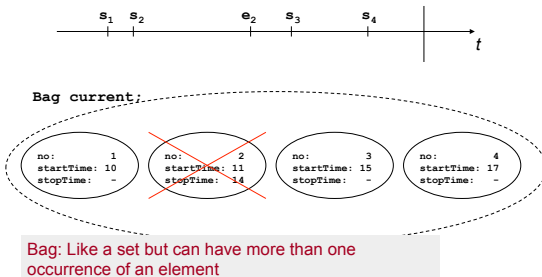 s1 s2 e2 s3 s4
t
Bag current;
no: 1 no: 2 no: 3 no: 4
startTime: 10 startTime: 11 startTime: 15 startTime: 17
stopTime: - stopTime: 14 stopTime: - stopTime: -
Bag: Like a set but can have more than one
occurrence of an element